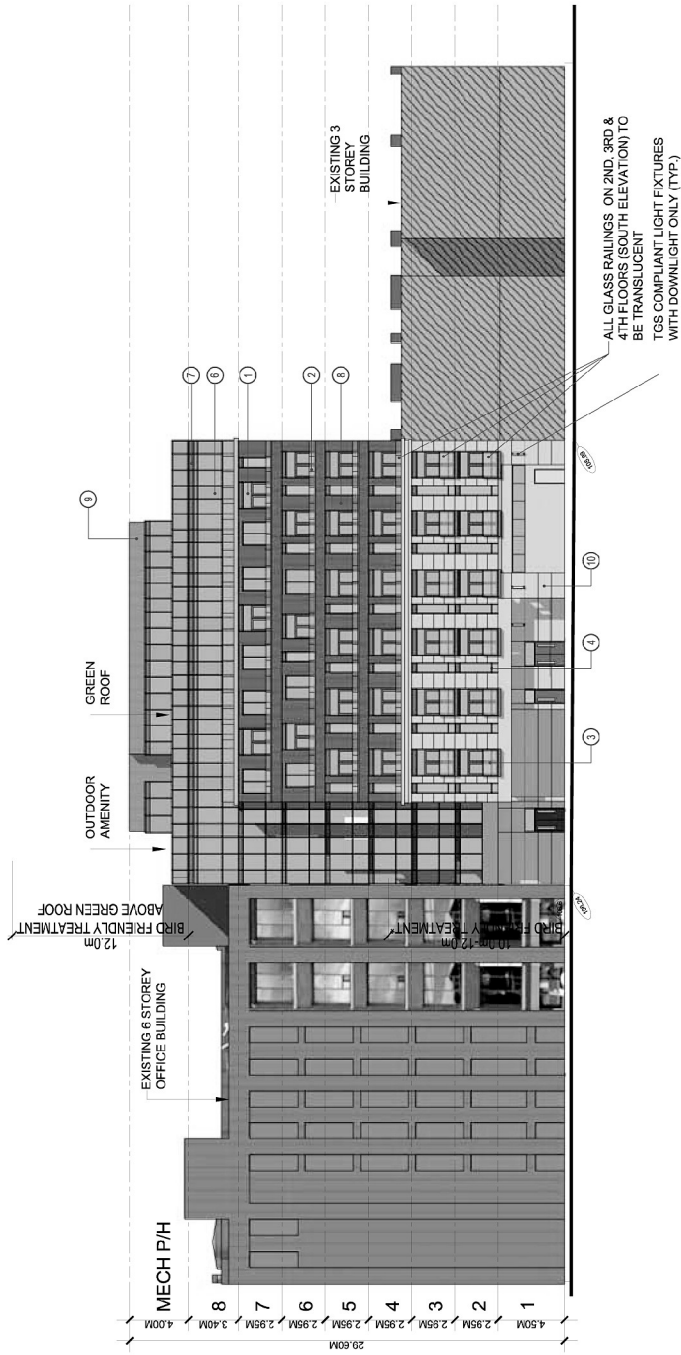 MECH P/H
8
7
6
5
4
3
2
1
4.00M
3.40M
2.95M
2.95M
2.95M
2.95M
2.95M
2.95M
4.50M
29.60M
EXISTING 6 STOREY
OFFICE BUILDING
12.0m
BIRD FRIENDLY TREATMENT
ABOVE GREEN ROOF
10.0m-12.0m
BIRD FRIENDLY TREATMENT*
OUTDOOR
AMENITY
GREEN
ROOF
9
7
6
1
2
8
3
4
10
EXISTING 3
STOREY
BUILDING
ALL GLASS RAILINGS ON 2ND, 3RD &
4TH FLOORS (SOUTH ELEVATION) TO
BE TRANSLUCENT
TGS COMPLIANT LIGHT FIXTURES
WITH DOWNLIGHT ONLY (TYP.)